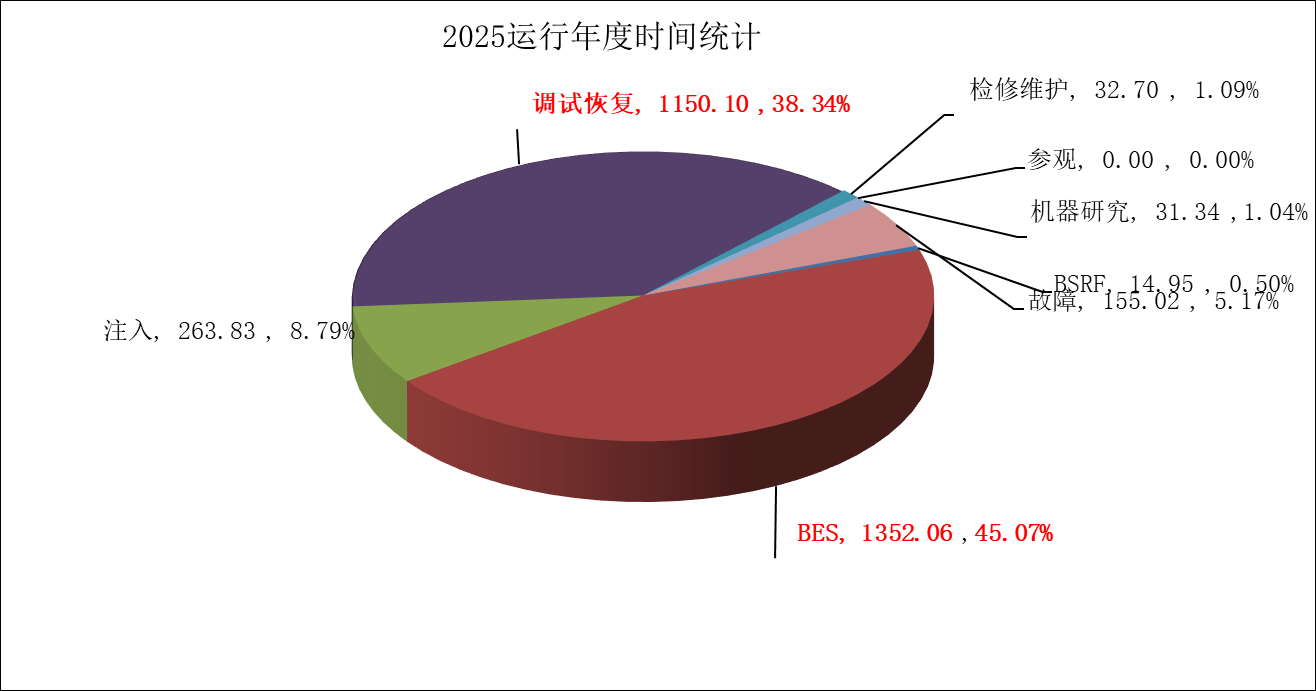 2025运行年度时间统计
调试恢复, 1150.10 ,38.34%
检修维护, 32.70 , 1.09%
参观, 0.00 , 0.00%
机器研究, 31.34 ,1.04%
BSRF, 14.95 , 0.50%
故障, 155.02 , 5.17%
注入, 263.83 , 8.79%
BES, 1352.06 ,45.07%